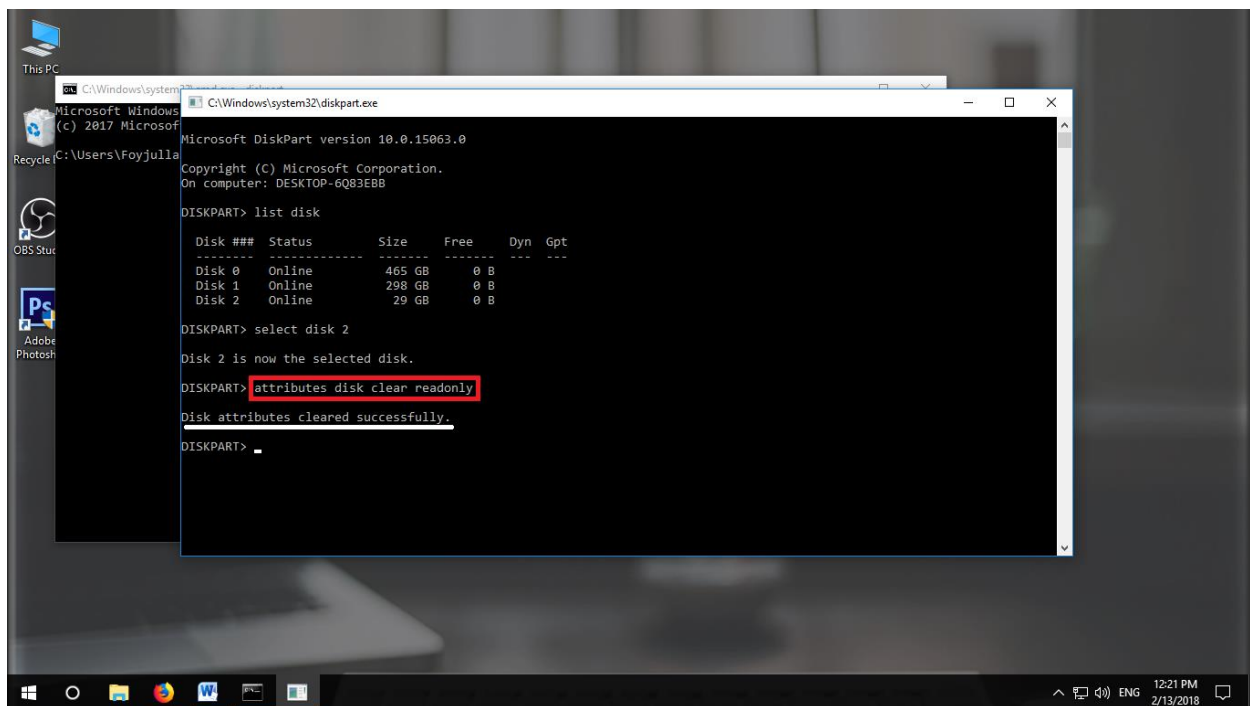 This PC
Recycle
OBS Stud
Ps
Adobe
Photosh
C:\Windows\system
Microsoft Windows
(c) 2017 Microsof
C:\Users\Foyjulla
C:\Windows\system32\diskpart.exe
Microsoft DiskPart version 10.0.15063.0
Copyright (C) Microsoft Corporation.
On computer: DESKTOP-6Q83EBB
DISKPART> list disk
Disk ### Status Size Free Dyn Gpt
-------- ------------- ------- ------- --- ---
Disk 0 Online 465 GB 0 B
Disk 1 Online 298 GB 0 B
Disk 2 Online 29 GB 0 B
DISKPART> select disk 2
Disk 2 is now the selected disk.
DISKPART> attributes disk clear readonly
Disk attributes cleared successfully.
DISKPART>
ENG
12:21 PM
2/13/2018